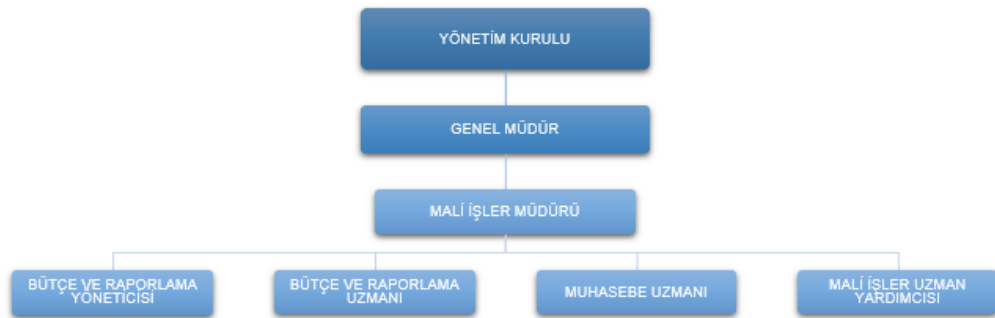 YÖNETİM KURULU
GENEL MÜDÜR
MALİ İŞLER MÜDÜRÜ
BÜTÇE VE RAPORLAMA
YÖNETİCİSİ
BÜTÇE VE RAPORLAMA
UZMANI
MUHASEBE UZMANI
MALİ İŞLER UZMAN
YARDIMCISI